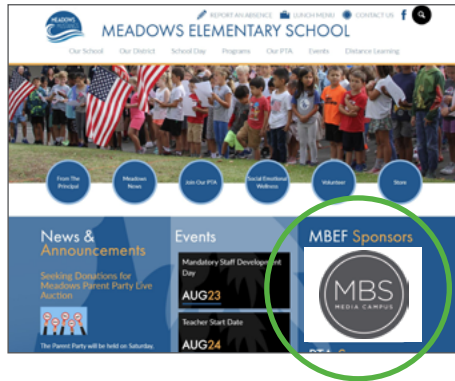 MEADOWS
REPORT AN ABSENCE LUNCH MENU CONTACT US f
MEADOWS ELEMENTARY SCHOOL
Our School Our District School Day Programs Our PTA Events Distance Learning
From The Principal
Meadows News
Join Our PTA
Social Emotional Wellness
Volunteer
Store
News &
Announcements
Seeking Donations for
Meadows Parent Party Live
Auction
The Parent Party will be held on Saturday,
Events
Mandatory Staff Development
Day
AUG23
Teacher Start Date
AUG24
MBEF Sponsors
MBS
MEDIA CAMPUS